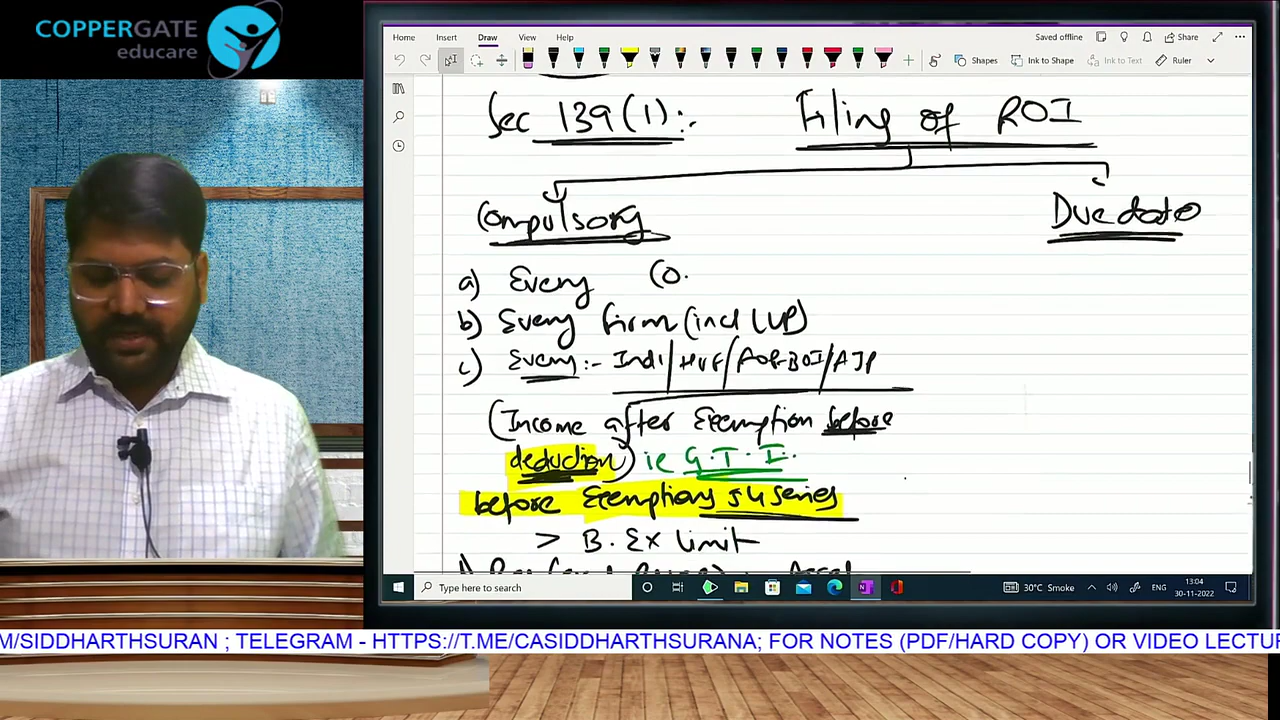 COPPERGATE
educare
Home Insert Draw View Help
Saved offline
Share
Shapes
Ink to Shape
Ink to Text
Ruler
Sec 139(1):- Filing of ROI
Compulsory
Due date
a) Every Co.
b) Every firm (incl LLP)
c) Every :- Indi/HUF/AOP-BOI/AJP
(Income after Exemption before
deduction) ie G.T.I.
before Exemptions 54 series
> B. Ex limit
Type here to search
30°C Smoke
ENG
13:04
30-11-2022
M/SIDDHARTHSURAN ; TELEGRAM - HTTPS://T.ME/CASIDDHARTHSURANA; FOR NOTES (PDF/HARD COPY) OR VIDEO LECTU